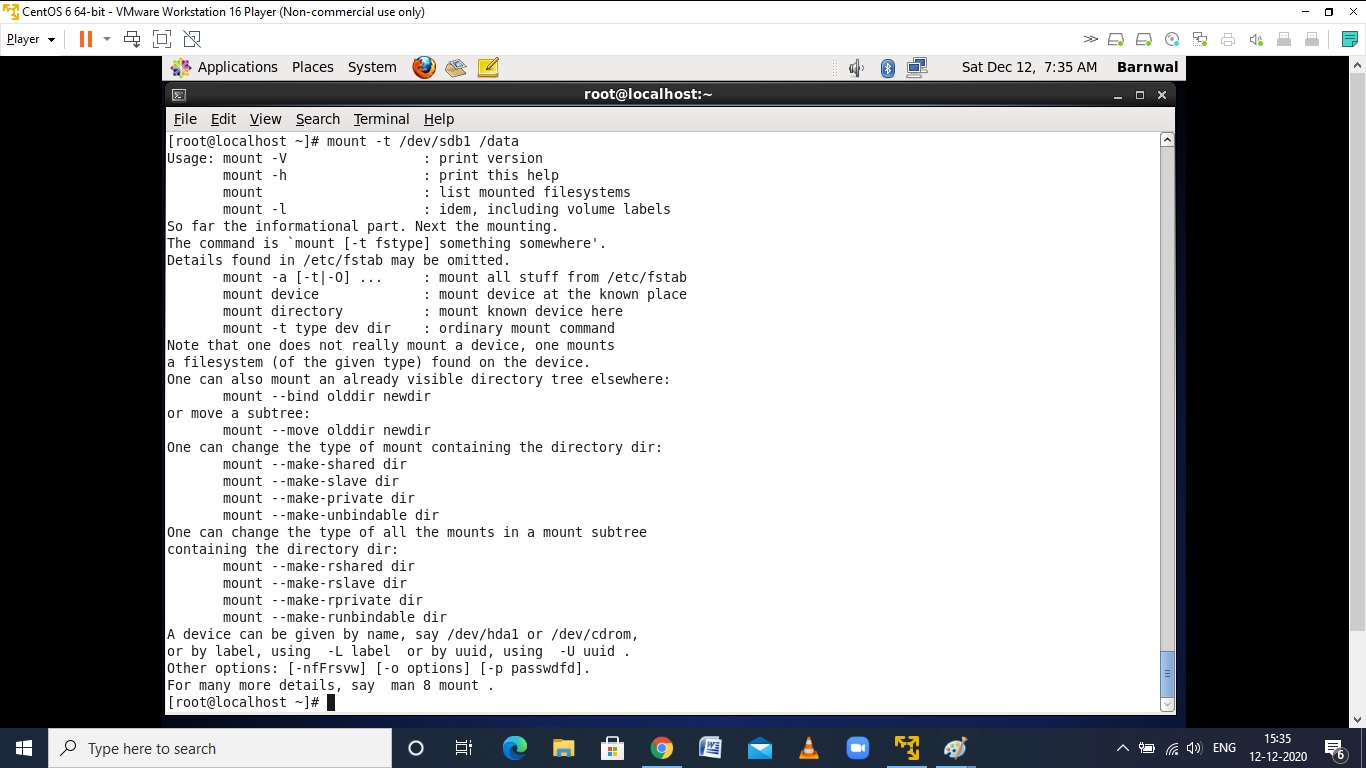 CentOS 6 64-bit - VMware Workstation 16 Player (Non-commercial use only)
Player
Applications Places System Sat Dec 12, 7:35 AM Barnwal
root@localhost:~
File Edit View Search Terminal Help
[root@localhost ~]# mount -t /dev/sdb1 /data
Usage: mount -V : print version
mount -h : print this help
mount : list mounted filesystems
mount -l : idem, including volume labels
So far the informational part. Next the mounting.
The command is `mount [-t fstype] something somewhere'.
Details found in /etc/fstab may be omitted.
mount -a [-t|-O] ... : mount all stuff from /etc/fstab
mount device : mount device at the known place
mount directory : mount known device here
mount -t type dev dir : ordinary mount command
Note that one does not really mount a device, one mounts
a filesystem (of the given type) found on the device.
One can also mount an already visible directory tree elsewhere:
mount --bind olddir newdir
or move a subtree:
mount --move olddir newdir
One can change the type of mount containing the directory dir:
mount --make-shared dir
mount --make-slave dir
mount --make-private dir
mount --make-unbindable dir
One can change the type of all the mounts in a mount subtree
containing the directory dir:
mount --make-rshared dir
mount --make-rslave dir
mount --make-rprivate dir
mount --make-runbindable dir
A device can be given by name, say /dev/hda1 or /dev/cdrom,
or by label, using -L label or by uuid, using -U uuid .
Other options: [-nfFrsvw] [-o options] [-p passwdfd].
For many more details, say man 8 mount .
[root@localhost ~]#
Type here to search
ENG
15:35
12-12-2020
6